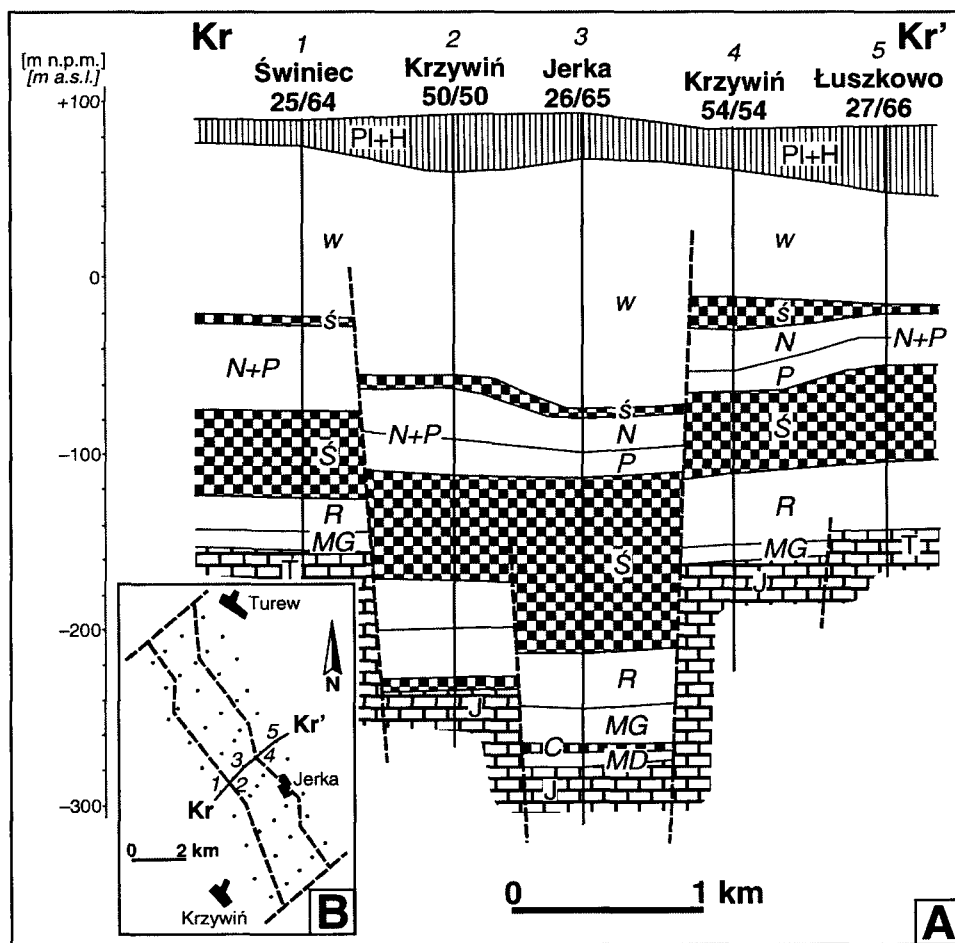 Kr
1
2
3
4
5
Kr'
[m n.p.m.]
[m a.s.l.]
Świniec
25/64
Krzywiń
50/50
Jerka
26/65
Krzywiń
54/54
Łuszkowo
27/66
+100
Pl+H
Pl+H
w
w
w
0
ś
ś
ś
N
N+P
N+P
P
N+P
N
P
-100
Ś
Ś
Ś
R
MG
T
R
MG
J
T
-200
J
R
MG
C
MD
J
-300
Turew
N
Kr'
5
3
4
1
2
Jerka
Kr
0 2 km
Krzywiń
B
0 1 km
A